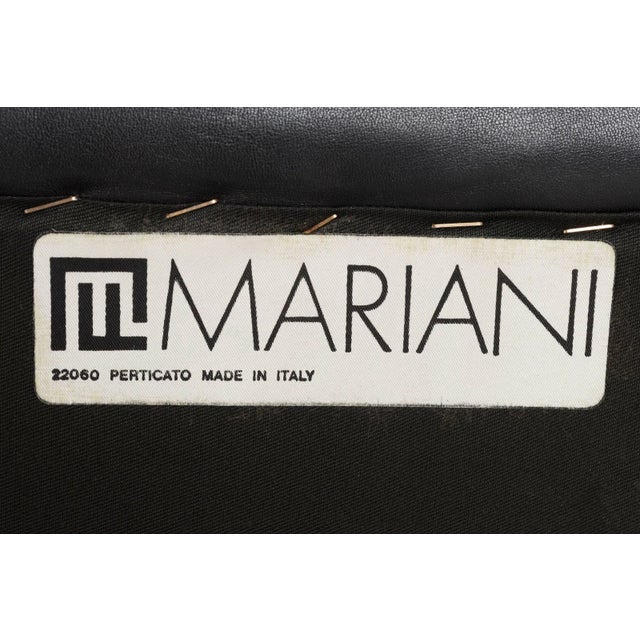 MARIANI
22060 PERTICATO MADE IN ITALY